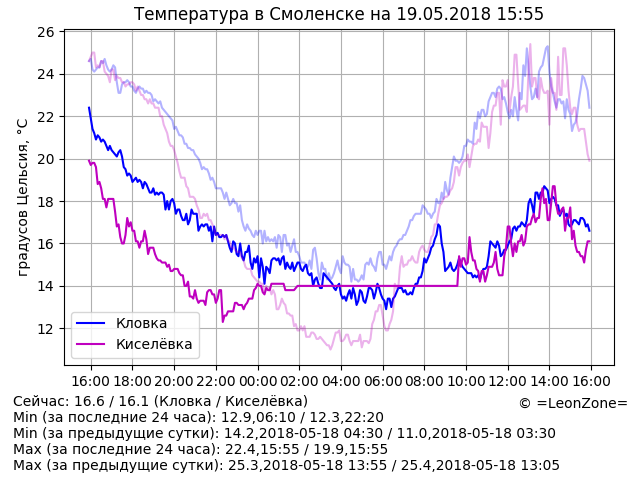 Температура в Смоленске на 19.05.2018 15:55
градусов Цельсия, °C
26
24
22
20
18
16
14
12
Кловка
Киселёвка
16:00 18:00 20:00 22:00 00:00 02:00 04:00 06:00 08:00 10:00 12:00 14:00 16:00
Сейчас: 16.6 / 16.1 (Кловка / Киселёвка)
© =LeonZone=
Min (за последние 24 часа): 12.9,06:10 / 12.3,22:20
Min (за предыдущие сутки): 14.2,2018-05-18 04:30 / 11.0,2018-05-18 03:30
Max (за последние 24 часа): 22.4,15:55 / 19.9,15:55
Max (за предыдущие сутки): 25.3,2018-05-18 13:55 / 25.4,2018-05-18 13:05